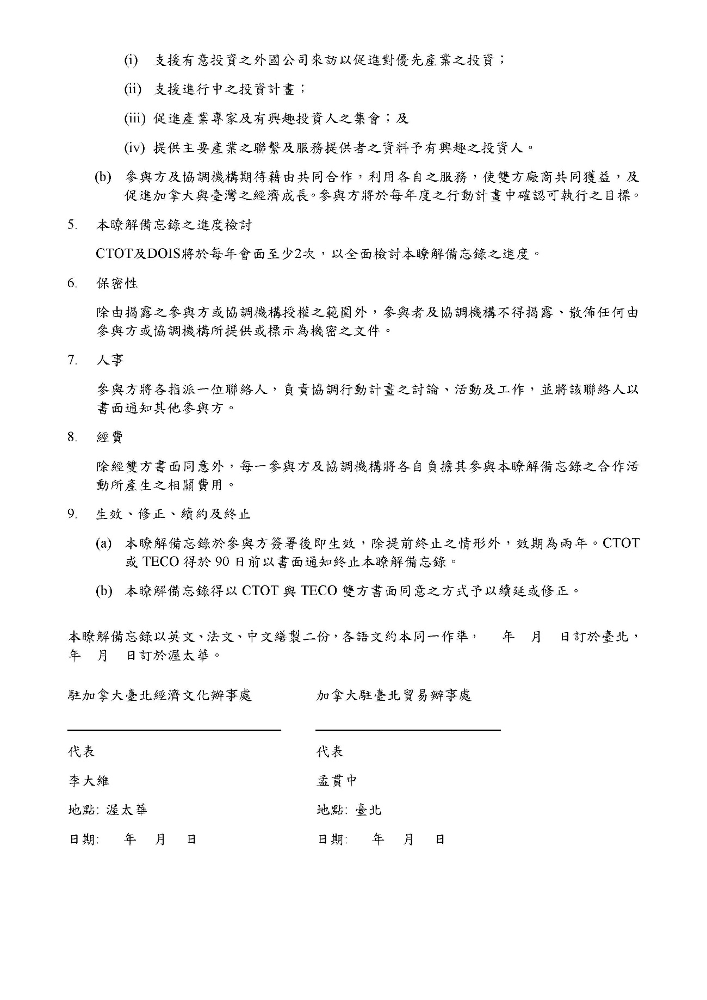 (i) 支援有意投資之外國公司來訪以促進對優先產業之投資；
(ii) 支援進行中之投資計畫；
(iii) 促進產業專家及有興趣投資人之集會；及
(iv) 提供主要產業之聯繫及服務提供者之資料予有興趣之投資人。
(b) 參與方及協調機構期待藉由共同合作，利用各自之服務，使雙方廠商共同獲益，及
促進加拿大與臺灣之經濟成長。參與方將於每年度之行動計畫中確認可執行之目標。
5. 本瞭解備忘錄之進度檢討
CTOT及DOIS將於每年會面至少2次，以全面檢討本瞭解備忘錄之進度。
6. 保密性
除由揭露之參與方或協調機構授權之範圍外，參與者及協調機構不得揭露、散佈任何由
參與方或協調機構所提供或標示為機密之文件。
7. 人事
參與方將各指派一位聯絡人，負責協調行動計畫之討論、活動及工作，並將該聯絡人以
書面通知其他參與方。
8. 經費
除經雙方書面同意外，每一參與方及協調機構將各自負擔其參與本瞭解備忘錄之合作活
動所產生之相關費用。
9. 生效、修正、續約及終止
(a) 本瞭解備忘錄於參與方簽署後即生效，除提前終止之情形外，效期為兩年。CTOT
或 TECO 得於 90 日前以書面通知終止本瞭解備忘錄。
(b) 本瞭解備忘錄得以 CTOT 與 TECO 雙方書面同意之方式予以續延或修正。
本瞭解備忘錄以英文、法文、中文繕製二份，各語文約本同一作準， 年 月 日訂於臺北，
年 月 日訂於渥太華。
駐加拿大臺北經濟文化辦事處 加拿大駐臺北貿易辦事處
代表 代表
李大維 孟貫中
地點: 渥太華 地點: 臺北
日期: 年 月 日 日期: 年 月 日